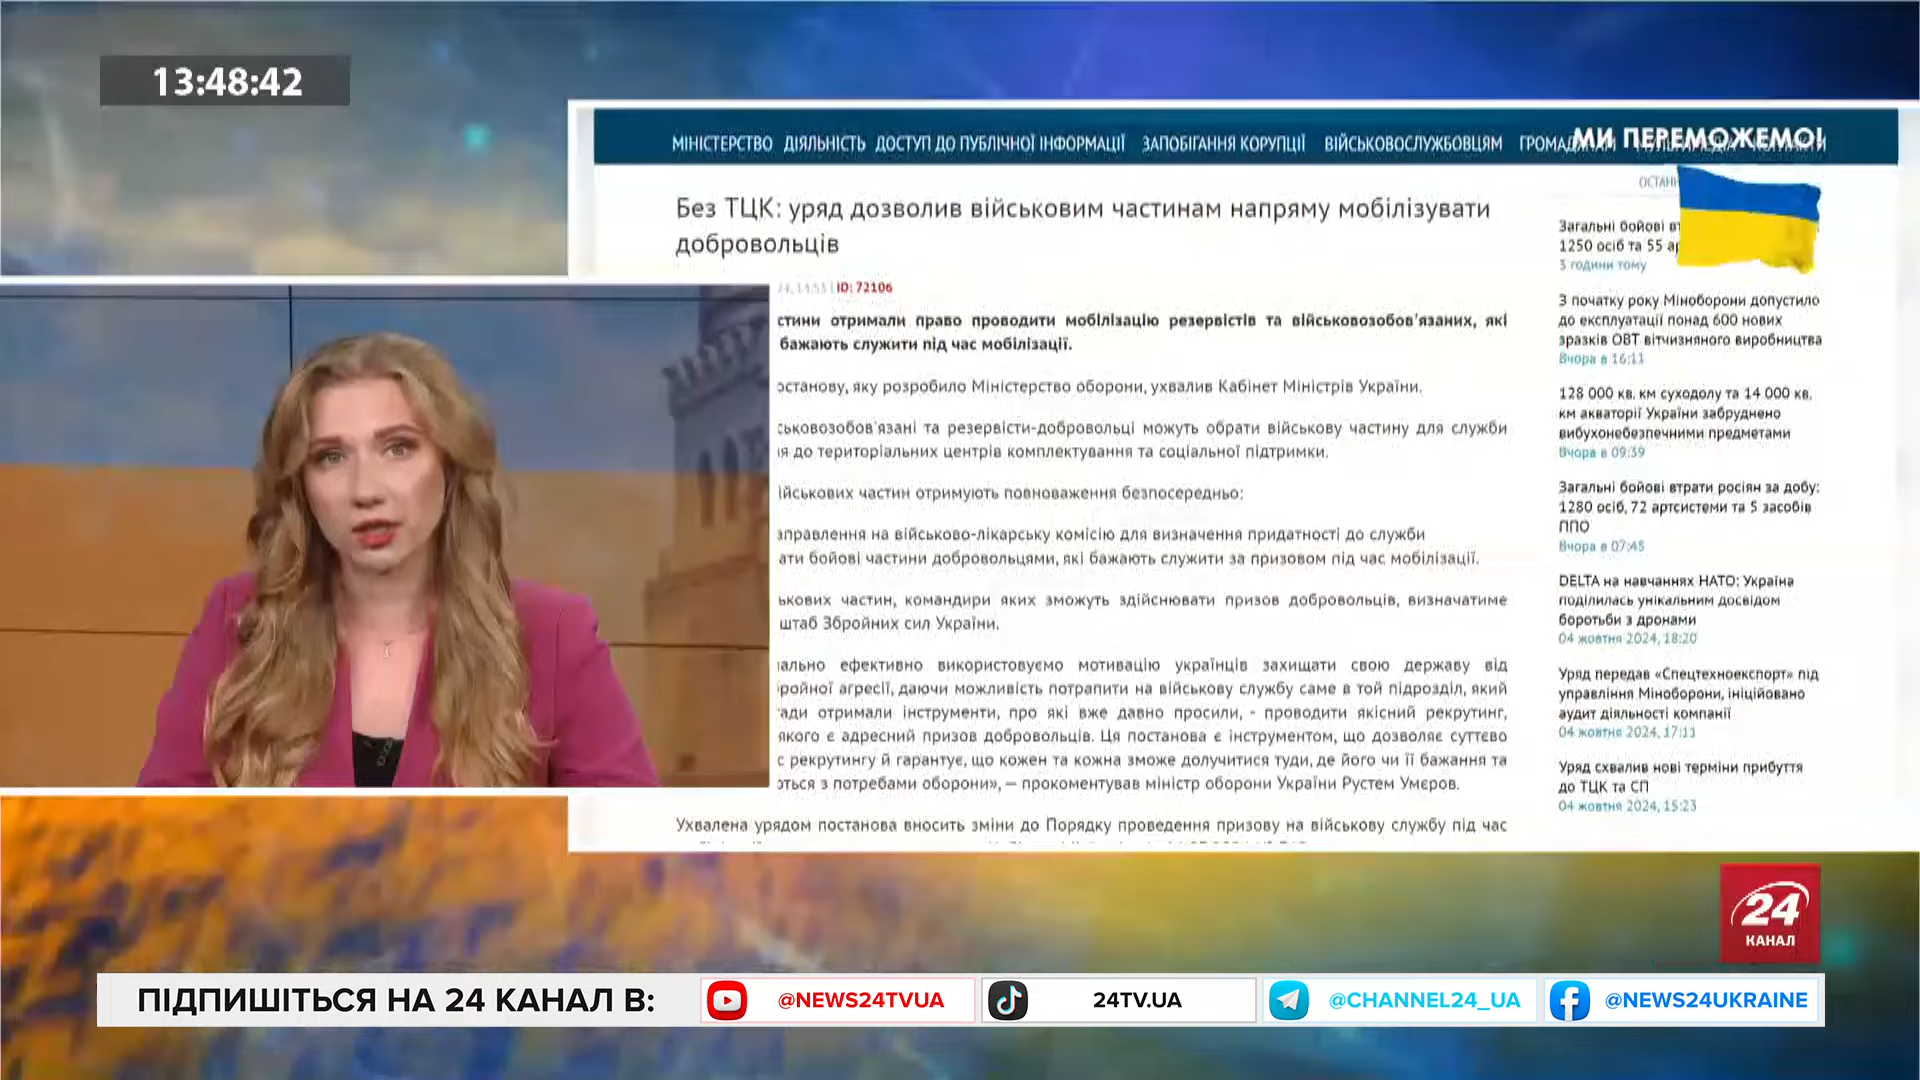 13:48:42
МІНІСТЕРСТВО ДІЯЛЬНІСТЬ ДОСТУП ДО ПУБЛІЧНОЇ ІНФОРМАЦІЇ ЗАПОБІГАННЯ КОРУПЦІЇ ВІЙСЬКОВОСЛУЖБОВЦЯМ
МИ ПЕРЕМОЖЕМО!
Без ТЦК: уряд дозволив військовим частинам напряму мобілізувати
добровольців
ID: 72106
стини отримали право проводити мобілізацію резервістів та військовозобов'язаних, які
бажають служити під час мобілізації.
останову, яку розробило Міністерство оборони, ухвалив Кабінет Міністрів України.
ськовозобов'язані та резервісти-добровольці можуть обрати військову частину для служби
я до територіальних центрів комплектування та соціальної підтримки.
ійськових частин отримують повноваження безпосередньо:
аправлення на військово-лікарську комісію для визначення придатності до служби
ати бойові частини добровольцями, які бажають служити за призовом під час мобілізації.
ькових частин, командири яких зможуть здійснювати призов добровольців, визначатиме
штаб Збройних сил України.
ально ефективно використовуємо мотивацію українців захищати свою державу від
ройної агресії, даючи можливість потрапити на військову службу саме в той підрозділ, який
ади отримали інструменти, про які вже давно просили, - проводити якісний рекрутинг,
якого є адресний призов добровольців. Ця постанова є інструментом, що дозволяє суттєво
с рекрутингу й гарантує, що кожен та кожна зможе долучитися туди, де його чи її бажання та
ються з потребами оборони», — прокоментував міністр оборони України Рустем Умєров.
Ухвалена урядом постанова вносить зміни до Порядку проведення призову на військову службу під час
ОСТАНН
Загальні бойові вт
1250 осіб та 55 ар
3 години тому
З початку року Міноборони допустило
до експлуатації понад 600 нових
зразків ОВТ вітчизняного виробництва
Вчора в 16:11
128 000 кв. км суходолу та 14 000 кв.
км акваторії України забруднено
вибухонебезпечними предметами
Вчора в 09:39
Загальні бойові втрати росіян за добу:
1280 осіб, 72 артсистеми та 5 засобів
ППО
Вчора в 07:45
DELTA на навчаннях НАТО: Україна
поділилась унікальним досвідом
боротьби з дронами
04 жовтня 2024, 18:20
Уряд передав «Спецтехноекспорт» під
управління Міноборони, ініційовано
аудит діяльності компанії
04 жовтня 2024, 17:11
Уряд схвалив нові терміни прибуття
до ТЦК та СП
04 жовтня 2024, 15:23
24
КАНАЛ
ПІДПИШІТЬСЯ НА 24 КАНАЛ В: @NEWS24TVUA 24TV.UA @CHANNEL24_UA @NEWS24UKRAINE